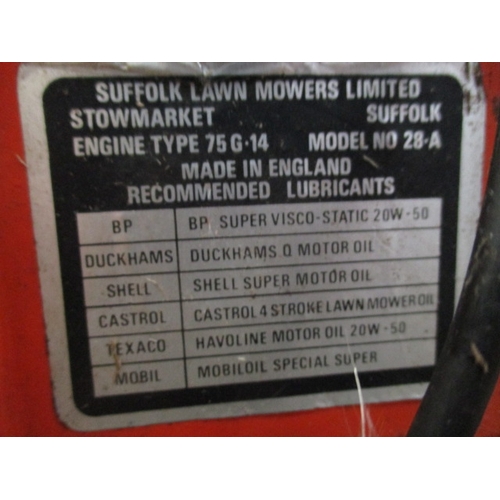 SUFFOLK LAWN MOWERS LIMITED
STOWMARKET SUFFOLK
ENGINE TYPE 75 G·14 MODEL NO 28·A
MADE IN ENGLAND
RECOMMENDED LUBRICANTS
BP BP SUPER VISCO-STATIC 20W·50
DUCKHAMS DUCKHAMS Q MOTOR OIL
SHELL SHELL SUPER MOTOR OIL
CASTROL CASTROL 4 STROKE LAWN MOWER OIL
TEXACO HAVOLINE MOTOR OIL 20W-50
MOBIL MOBILOIL SPECIAL SUPER